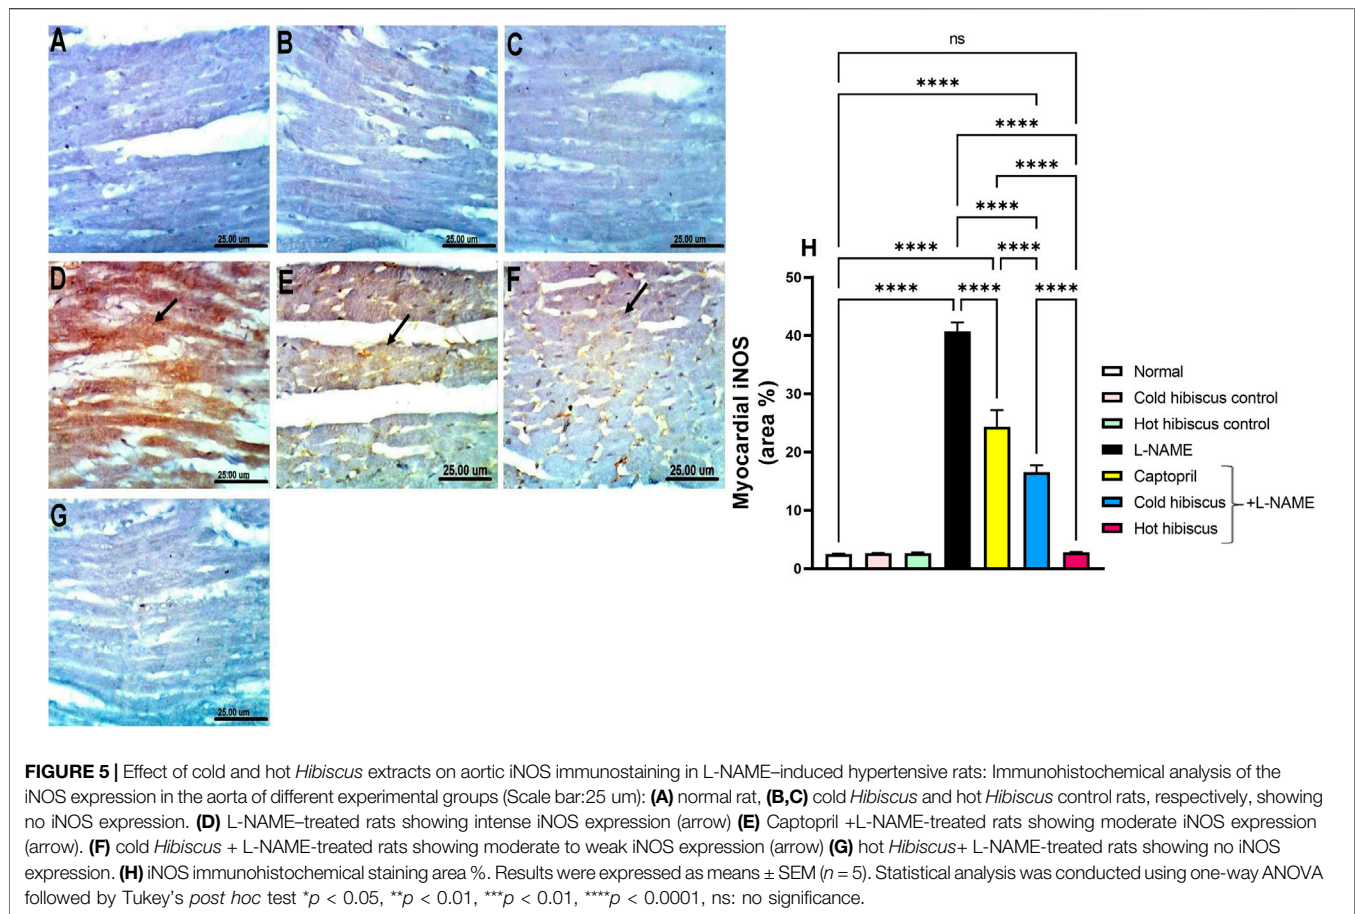 A
25.00 um
B
25.00 um
C
25.00 um
D
25.00 um
E
25.00 um
F
25.00 um
G
25.00 um
H
ns
****
****
****
****
****
****
****
****
****
Myocardial iNOS
(area %)
50
40
30
20
10
0
Normal
Cold hibiscus control
Hot hibiscus control
L-NAME
Captopril
Cold hibiscus
Hot hibiscus
+L-NAME
FIGURE 5 | Effect of cold and hot Hibiscus extracts on aortic iNOS immunostaining in L-NAME–induced hypertensive rats: Immunohistochemical analysis of the
iNOS expression in the aorta of different experimental groups (Scale bar:25 um): (A) normal rat, (B,C) cold Hibiscus and hot Hibiscus control rats, respectively, showing
no iNOS expression. (D) L-NAME–treated rats showing intense iNOS expression (arrow) (E) Captopril +L-NAME-treated rats showing moderate iNOS expression
(arrow). (F) cold Hibiscus + L-NAME-treated rats showing moderate to weak iNOS expression (arrow) (G) hot Hibiscus+ L-NAME-treated rats showing no iNOS
expression. (H) iNOS immunohistochemical staining area %. Results were expressed as means ± SEM (n = 5). Statistical analysis was conducted using one-way ANOVA
followed by Tukey's post hoc test *p < 0.05, **p < 0.01, ***p < 0.01, ****p < 0.0001, ns: no significance.